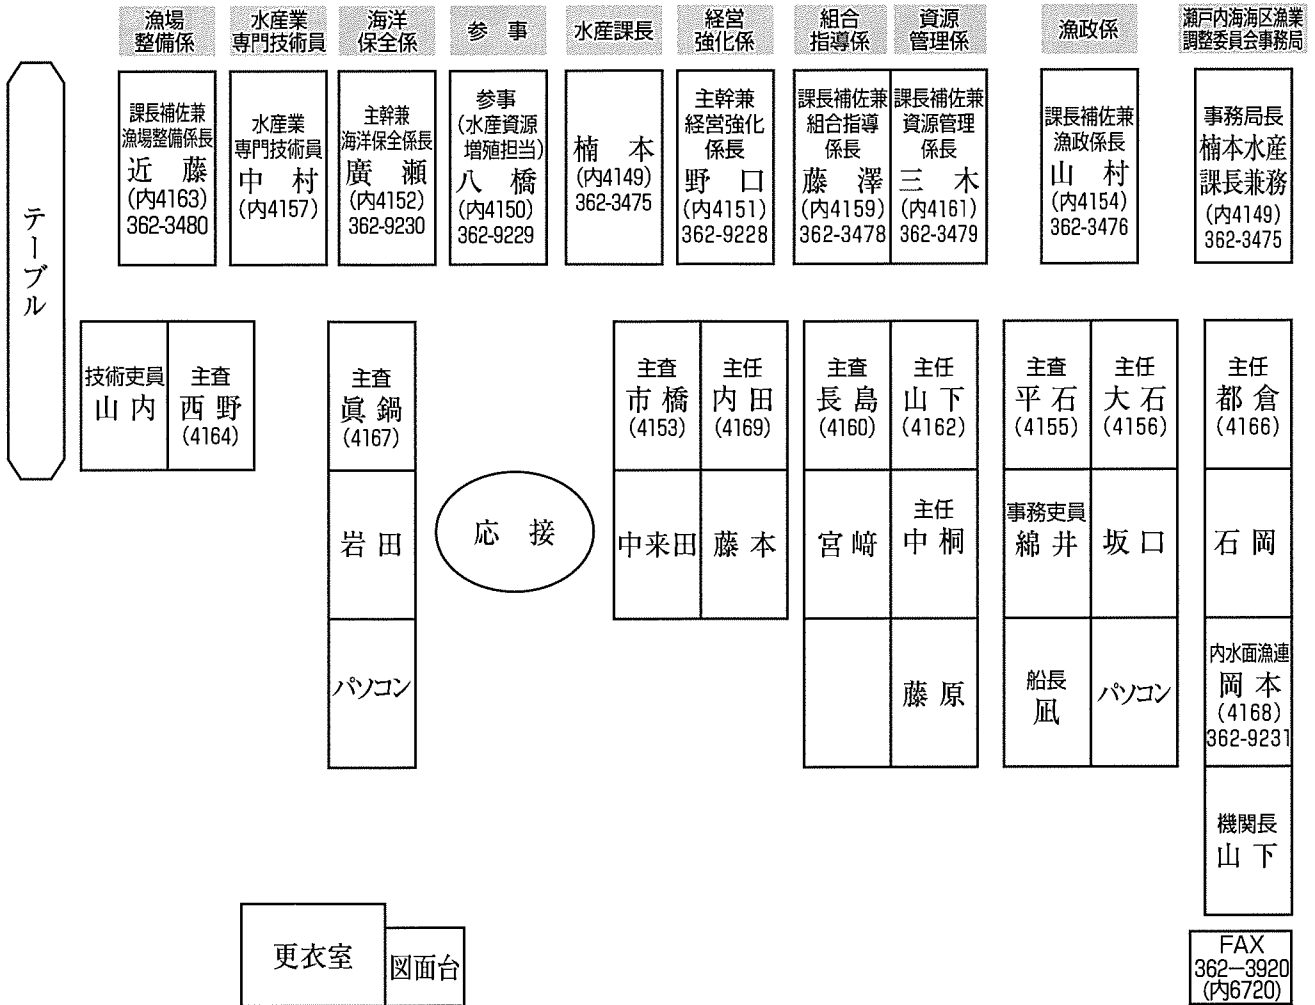 漁場
整備係
水産業
専門技術員
海洋
保全係
参 事
水産課長
経営
強化係
組合
指導係
資源
管理係
漁政係
瀬戸内海海区漁業
調整委員会事務局
テーブル
課長補佐兼
漁場整備係長
近 藤
(内4163)
362-3480
水産業
専門技術員
中 村
(内4157)
主幹兼
海洋保全係長
廣 瀬
(内4152)
362-9230
参事
(水産資源
増殖担当)
八 橋
(内4150)
362-9229
楠 本
(内4149)
362-3475
主幹兼
経営強化
係長
野 口
(内4151)
362-9228
課長補佐兼
組合指導
係長
藤 澤
(内4159)
362-3478
課長補佐兼
資源管理
係長
三 木
(内4161)
362-3479
課長補佐兼
漁政係長
山 村
(内4154)
362-3476
事務局長
楠本水産
課長兼務
(内4149)
362-3475
技術吏員
山 内
主査
西 野
(4164)
主査
眞 鍋
(4167)
主査
市 橋
(4153)
主任
内 田
(4169)
主査
長 島
(4160)
主任
山 下
(4162)
主査
平 石
(4155)
主任
大 石
(4156)
主任
都 倉
(4166)
岩 田
応 接
中来田
藤 本
宮 﨑
主任
中 桐
事務吏員
綿 井
坂 口
石 岡
パソコン
藤 原
船長
凪
パソコン
内水面漁連
岡 本
(4168)
362-9231
機関長
山 下
更衣室
図面台
FAX
362―3920
(内6720)